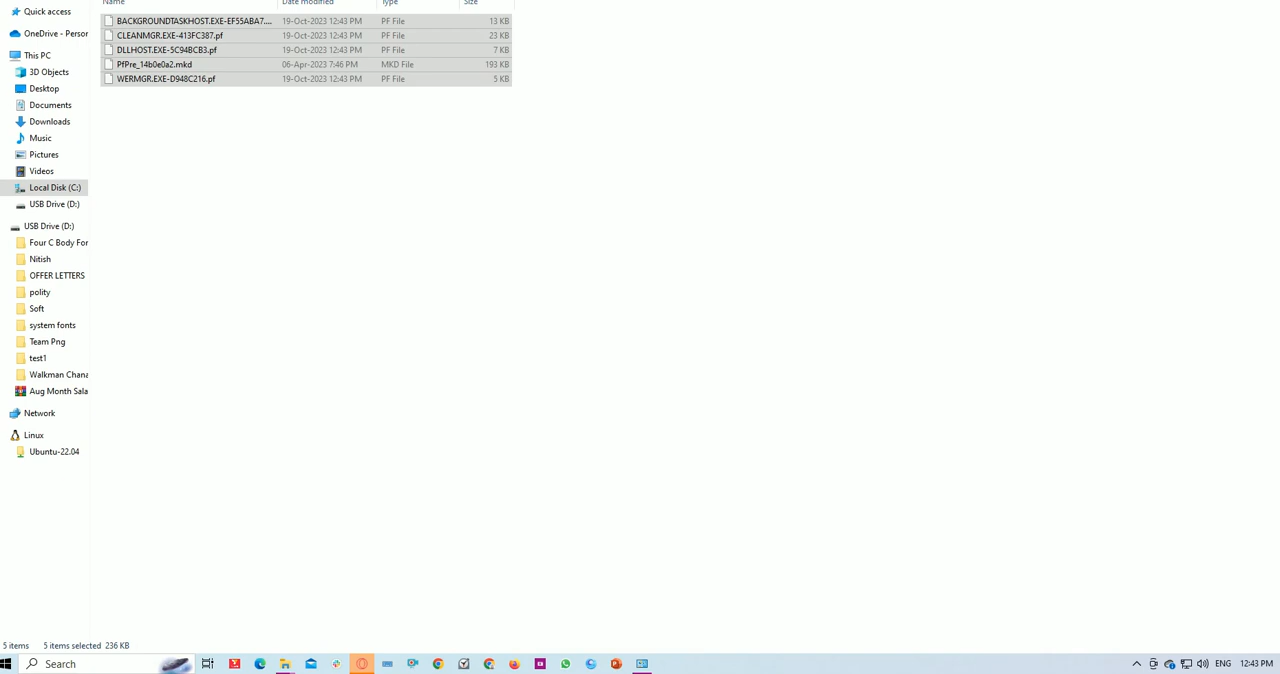 Quick access
OneDrive - Person
This PC
3D Objects
Desktop
Documents
Downloads
Music
Pictures
Videos
Local Disk (C:)
USB Drive (D:)
USB Drive (D:)
Four C Body For
Nitish
OFFER LETTERS
polity
Soft
system fonts
Team Png
test1
Walkman Chana
Aug Month Sala
Network
Linux
Ubuntu-22.04
Name Date modified Type Size
BACKGROUNDTASKHOST.EXE-EF55ABA7.... 19-Oct-2023 12:43 PM PF File 13 KB
CLEANMGR.EXE-413FC387.pf 19-Oct-2023 12:43 PM PF File 23 KB
DLLHOST.EXE-5C94BCB3.pf 19-Oct-2023 12:43 PM PF File 7 KB
PfPre_14b0e0a2.mkd 06-Apr-2023 7:46 PM MKD File 193 KB
WERMGR.EXE-D948C216.pf 19-Oct-2023 12:43 PM PF File 5 KB
5 items 5 items selected 236 KB
Search ENG 12:43 PM